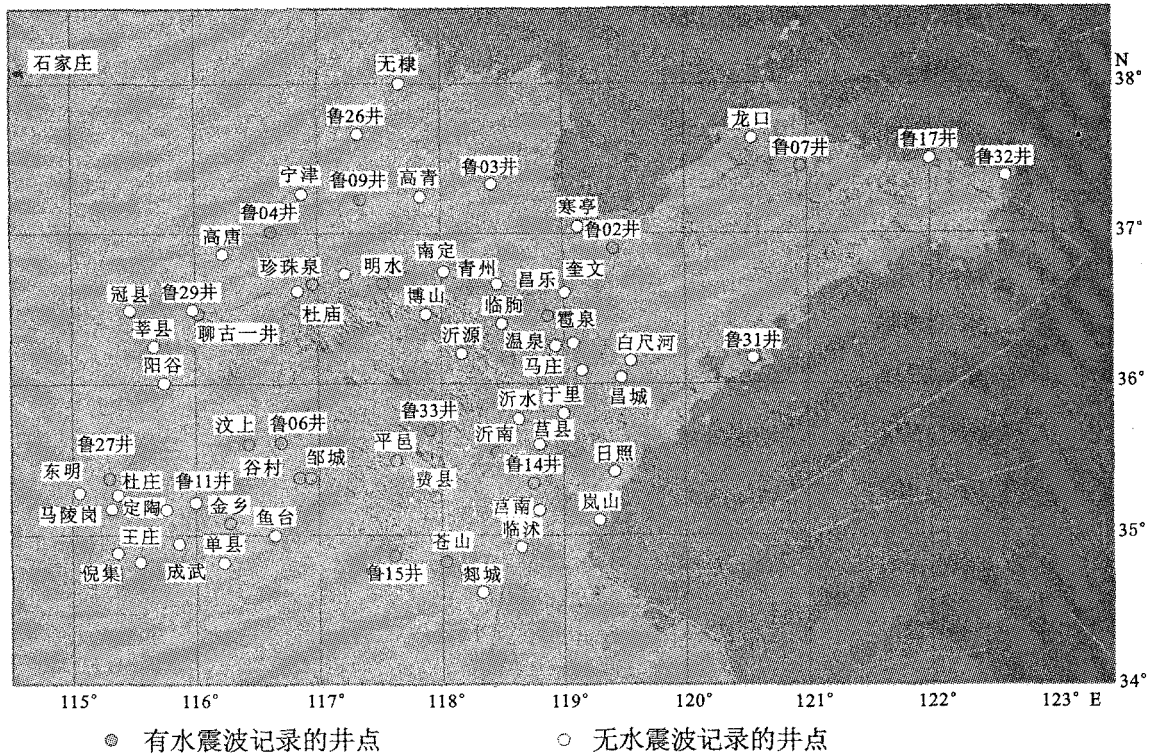 石家庄
无棣
N
38°
鲁26井
龙口
鲁07井
鲁17井
鲁32井
宁津
鲁09井
高青
鲁03井
鲁04井
寒亭
鲁02井
37°
高唐
珍珠泉
明水
南定
青州
昌乐
奎文
冠县
鲁29井
杜庙
博山
临朐
雹泉
莘县
聊古一井
沂源
温泉
白尺河
鲁31井
阳谷
马庄
36°
沂水
于里
昌城
汶上
鲁06井
鲁33井
平邑
沂南
莒县
鲁27井
谷村
邹城
日照
东明
杜庄
鲁11井
费县
鲁14井
马陵岗
定陶
金乡
莒南
岚山
鱼台
临沭
35°
王庄
单县
苍山
倪集
成武
鲁15井
郯城
34°
115°
116°
117°
118°
119°
120°
121°
122°
123° E
有水震波记录的井点
无水震波记录的井点